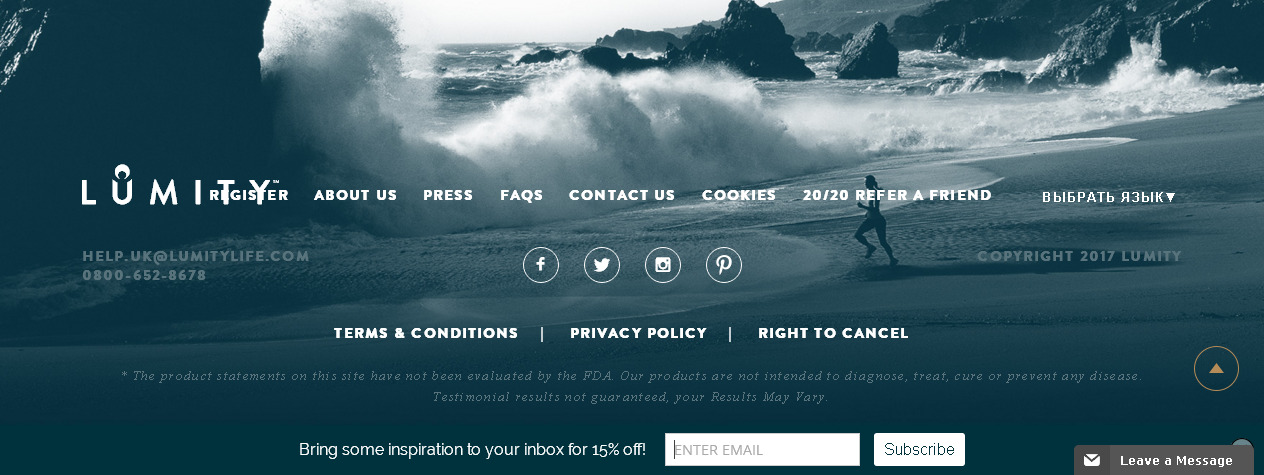 LUMITY™
REGISTER ABOUT US PRESS FAQS CONTACT US COOKIES 20/20 REFER A FRIEND ВЫБРАТЬ ЯЗЫК▼
HELP.UK@LUMITYLIFE.COM
0800-652-8678
COPYRIGHT 2017 LUMITY
TERMS & CONDITIONS | PRIVACY POLICY | RIGHT TO CANCEL
* The product statements on this site have not been evaluated by the FDA. Our products are not intended to diagnose, treat, cure or prevent any disease.
Testimonial results not guaranteed, your Results May Vary.
Bring some inspiration to your inbox for 15% off! ENTER EMAIL Subscribe
Leave a Message